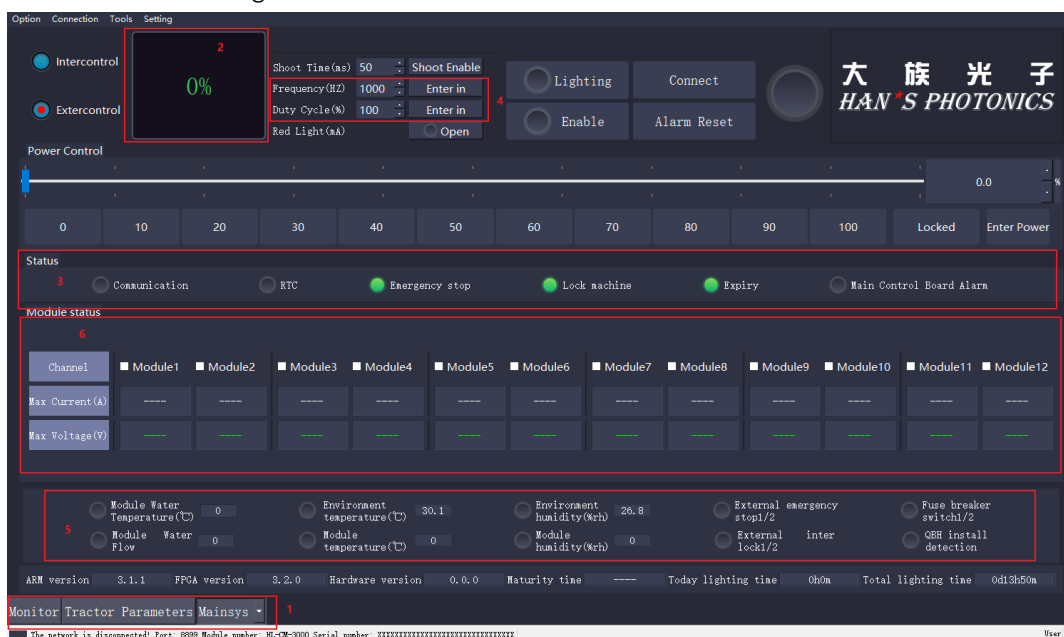 Option Connection Tools Setting
Intercontrol
2
0%
Shoot Time(ms) 50 Shoot Enable
Frequency(HZ) 1000 Enter in
4
Duty Cycle(%) 100 Enter in
Red Light(mA) Open
Extercontrol
Lighting Connect
Enable Alarm Reset
大族光子
HAN*S PHOTONICS
Power Control
0.0 %
0 10 20 30 40 50 60 70 80 90 100 Locked Enter Power
Status
3 Communication RTC Emergency stop Lock machine Expiry Main Control Board Alarm
Module status
6
Channel Module1 Module2 Module3 Module4 Module5 Module6 Module7 Module8 Module9 Module10 Module11 Module12
Max Current(A) ---- ---- ---- ---- ---- ---- ---- ---- ---- ---- ---- ----
Max Voltage(V) ---- ---- ---- ---- ---- ---- ---- ---- ---- ---- ---- ----
5
Module Water
Temperature(℃) 0
Environment
temperature(℃) 30.1
Environment
humidity(%rh) 26.8
External emergency
stop1/2
Fuse breaker
switch1/2
Module Water
Flow 0
Module
temperature(℃) 0
Module
humidity(%rh) 0
External inter
lock1/2
QBH install
detection
ARM version 3.1.1 FPGA version 3.2.0 Hardware version 0.0.0 Maturity time ---- Today lighting time 0h0m Total lighting time 0d13h50m
Monitor Tractor Parameters Mainsys 1
The network is disconnected! Port: 8899 Module number: HL-CM-3000 Serial number: User